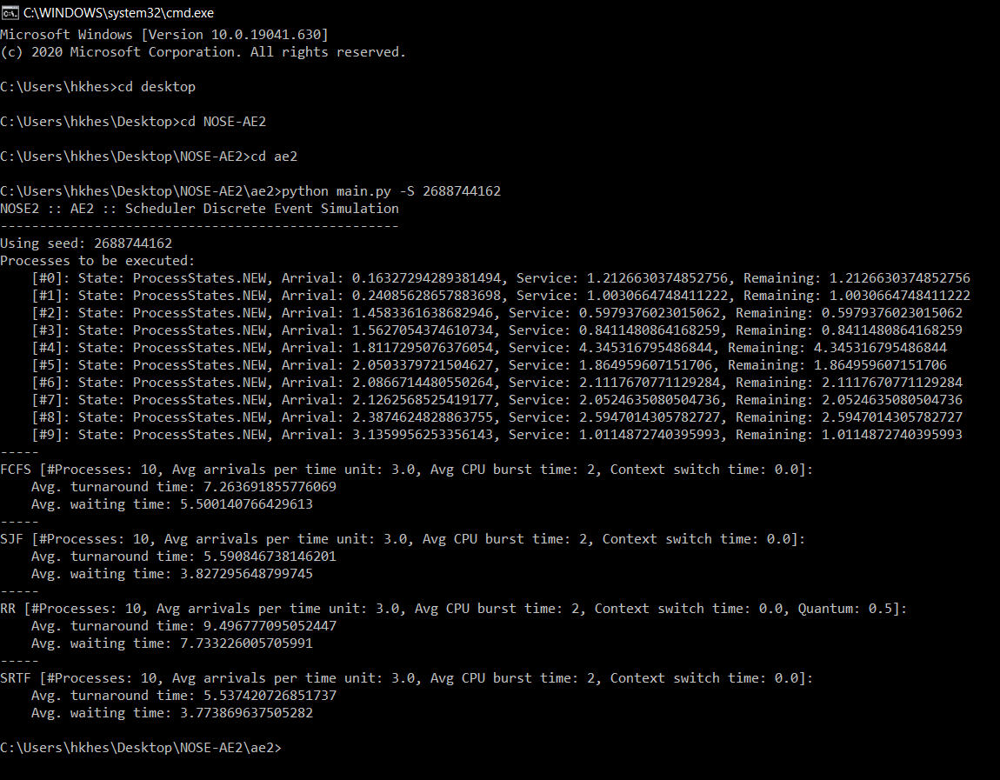 C:\WINDOWS\system32\cmd.exe
Microsoft Windows [Version 10.0.19041.630]
(c) 2020 Microsoft Corporation. All rights reserved.
C:\Users\hkhes>cd desktop
C:\Users\hkhes\Desktop>cd NOSE-AE2
C:\Users\hkhes\Desktop\NOSE-AE2>cd ae2
C:\Users\hkhes\Desktop\NOSE-AE2\ae2>python main.py -S 2688744162
NOSE2 :: AE2 :: Scheduler Discrete Event Simulation
---------------------------------------------------
Using seed: 2688744162
Processes to be executed:
    [#0]: State: ProcessStates.NEW, Arrival: 0.16327294289381494, Service: 1.2126630374852756, Remaining: 1.2126630374852756
    [#1]: State: ProcessStates.NEW, Arrival: 0.24085628657883698, Service: 1.0030664748411222, Remaining: 1.0030664748411222
    [#2]: State: ProcessStates.NEW, Arrival: 1.4583361638682946, Service: 0.5979376023015062, Remaining: 0.5979376023015062
    [#3]: State: ProcessStates.NEW, Arrival: 1.5627054374610734, Service: 0.8411480864168259, Remaining: 0.8411480864168259
    [#4]: State: ProcessStates.NEW, Arrival: 1.8117295076376054, Service: 4.345316795486844, Remaining: 4.345316795486844
    [#5]: State: ProcessStates.NEW, Arrival: 2.0503379721504627, Service: 1.864959607151706, Remaining: 1.864959607151706
    [#6]: State: ProcessStates.NEW, Arrival: 2.0866714480550264, Service: 2.1117670771129284, Remaining: 2.1117670771129284
    [#7]: State: ProcessStates.NEW, Arrival: 2.1262568525419177, Service: 2.0524635080504736, Remaining: 2.0524635080504736
    [#8]: State: ProcessStates.NEW, Arrival: 2.3874624828863755, Service: 2.5947014305782727, Remaining: 2.5947014305782727
    [#9]: State: ProcessStates.NEW, Arrival: 3.1359956253356143, Service: 1.0114872740395993, Remaining: 1.0114872740395993
-----
FCFS [#Processes: 10, Avg arrivals per time unit: 3.0, Avg CPU burst time: 2, Context switch time: 0.0]:
    Avg. turnaround time: 7.263691855776069
    Avg. waiting time: 5.500140766429613
-----
SJF [#Processes: 10, Avg arrivals per time unit: 3.0, Avg CPU burst time: 2, Context switch time: 0.0]:
    Avg. turnaround time: 5.590846738146201
    Avg. waiting time: 3.827295648799745
-----
RR [#Processes: 10, Avg arrivals per time unit: 3.0, Avg CPU burst time: 2, Context switch time: 0.0, Quantum: 0.5]:
    Avg. turnaround time: 9.496777095052447
    Avg. waiting time: 7.733226005705991
-----
SRTF [#Processes: 10, Avg arrivals per time unit: 3.0, Avg CPU burst time: 2, Context switch time: 0.0]:
    Avg. turnaround time: 5.537420726851737
    Avg. waiting time: 3.773869637505282
C:\Users\hkhes\Desktop\NOSE-AE2\ae2>